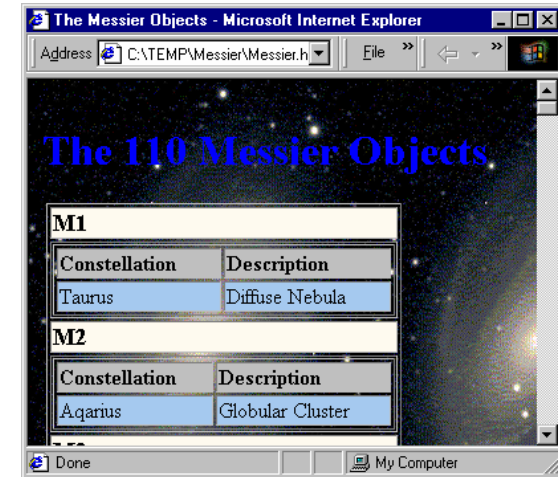 The Messier Objects - Microsoft Internet Explorer
Address C:\TEMP\Messier\Messier.h File » »
The 110 Messier Objects
M1
Constellation Description
Taurus Diffuse Nebula
M2
Constellation Description
Aqarius Globular Cluster
Done My Computer